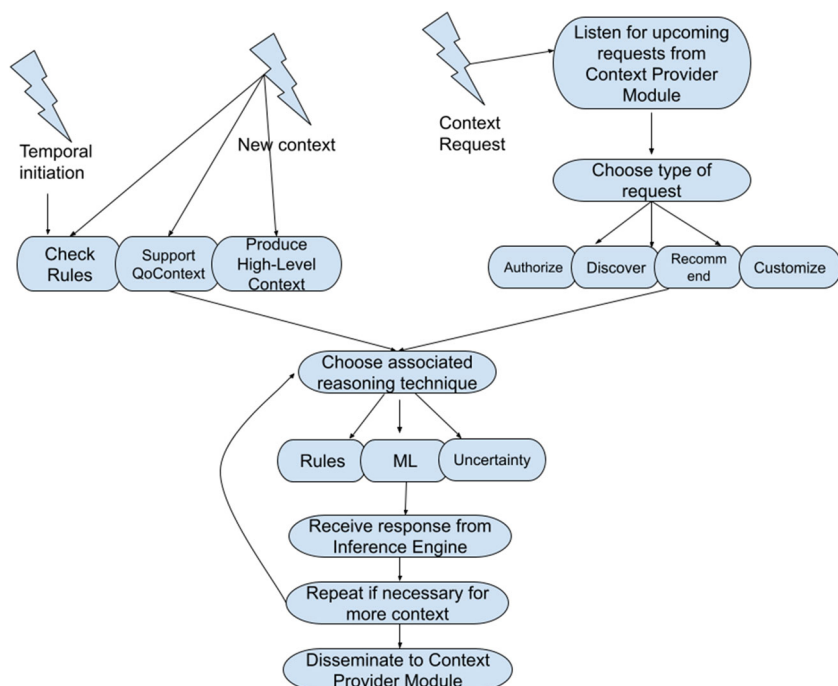 Listen for upcoming
requests from
Context Provider
Module
Context
Request
Temporal
initiation
New context
Choose type of
request
Check
Rules
Support
QoContext
Produce
High-Level
Context
Authorize
Discover
Recomm
end
Customize
Choose associated
reasoning technique
Rules
ML
Uncertainty
Receive response from
Inference Engine
Repeat if necessary for
more context
Disseminate to Context
Provider Module